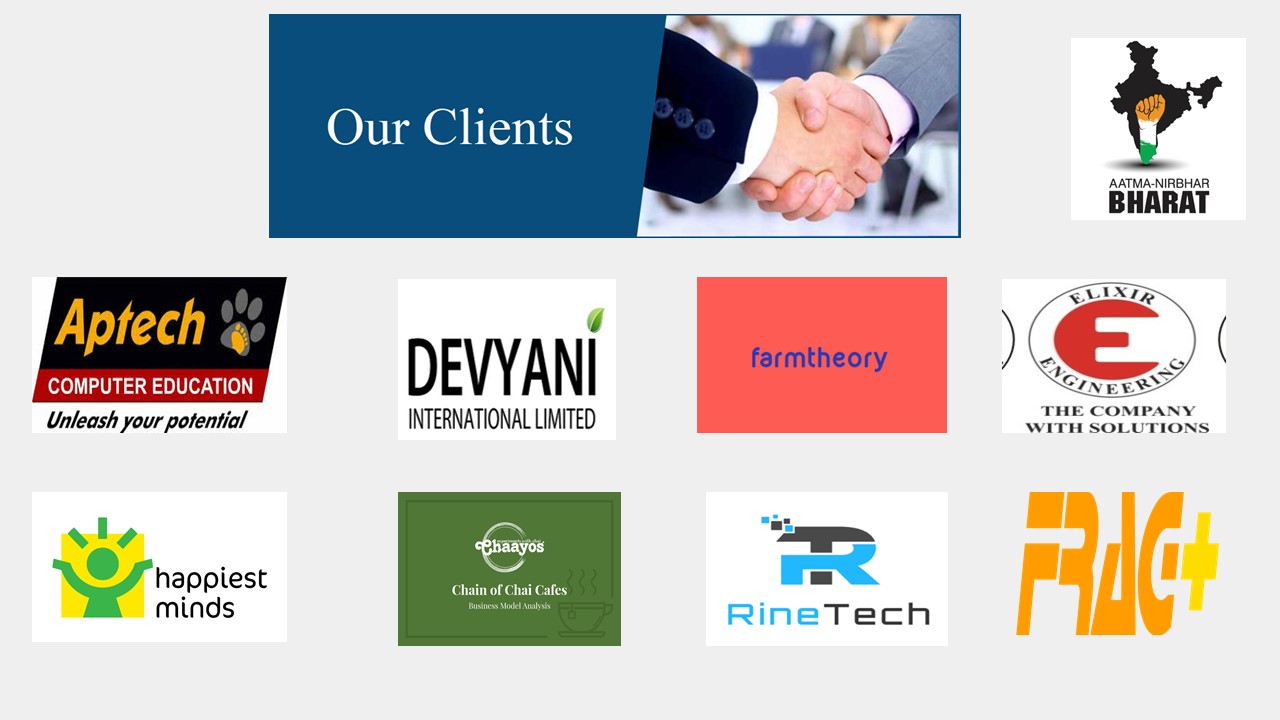 Our Clients
AATMA-NIRBHAR
BHARAT
Aptech
COMPUTER EDUCATION
Unleash your potential
DEVYANI
INTERNATIONAL LIMITED
farmtheory
ELIXIR
E
ENGINEERING
THE COMPANY
WITH SOLUTIONS
happiest
minds
Chaayos
Chain of Chai Cafes
Business Model Analysis
R
RineTech
FRAG+